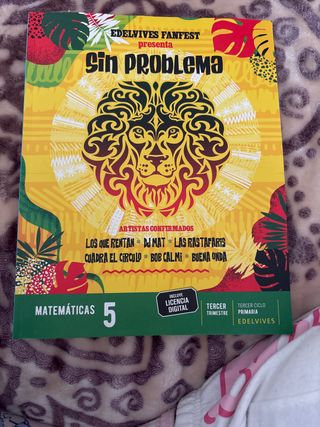 EDELVIVES FANFEST
presenta
Sin PROBLEMA
ARTISTAS CONFIRMADOS
LOS QUE RENTAN • DJ MAT • LAS RASTAPARIS
CUADRA EL CÍRCULO • BOB CALMI • BUENA ONDA
MATEMÁTICAS 5
INCLUYE
LICENCIA
DIGITAL
TERCER
TRIMESTRE
TERCER CICLO
PRIMARIA
EDELVIVES